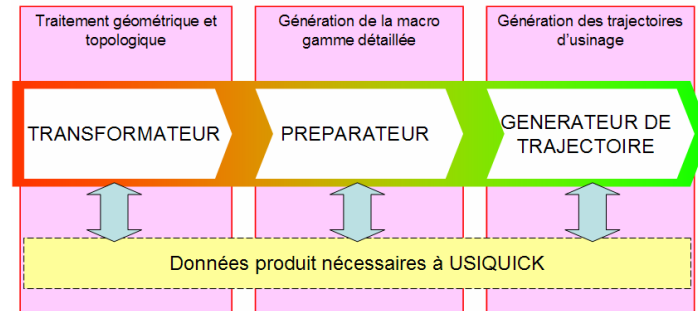 Traitement géométrique et
topologique
Génération de la macro
gamme détaillée
Génération des trajectoires
d'usinage
TRANSFORMATEUR
PREPARATEUR
GENERATEUR DE
TRAJECTOIRE
Données produit nécessaires à USIQUICK